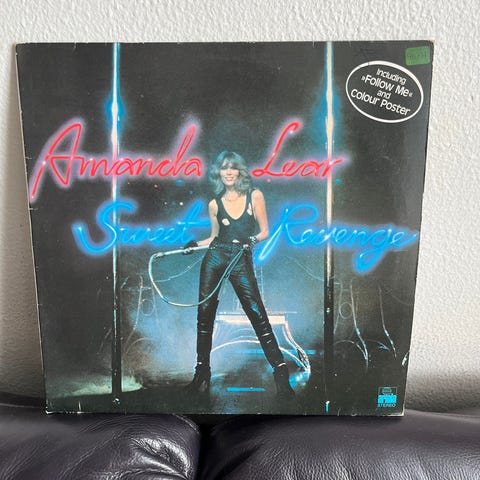 Including
»Follow Me«
and
Colour Poster
Amanda Lear
Sweet Revenge
STEREO